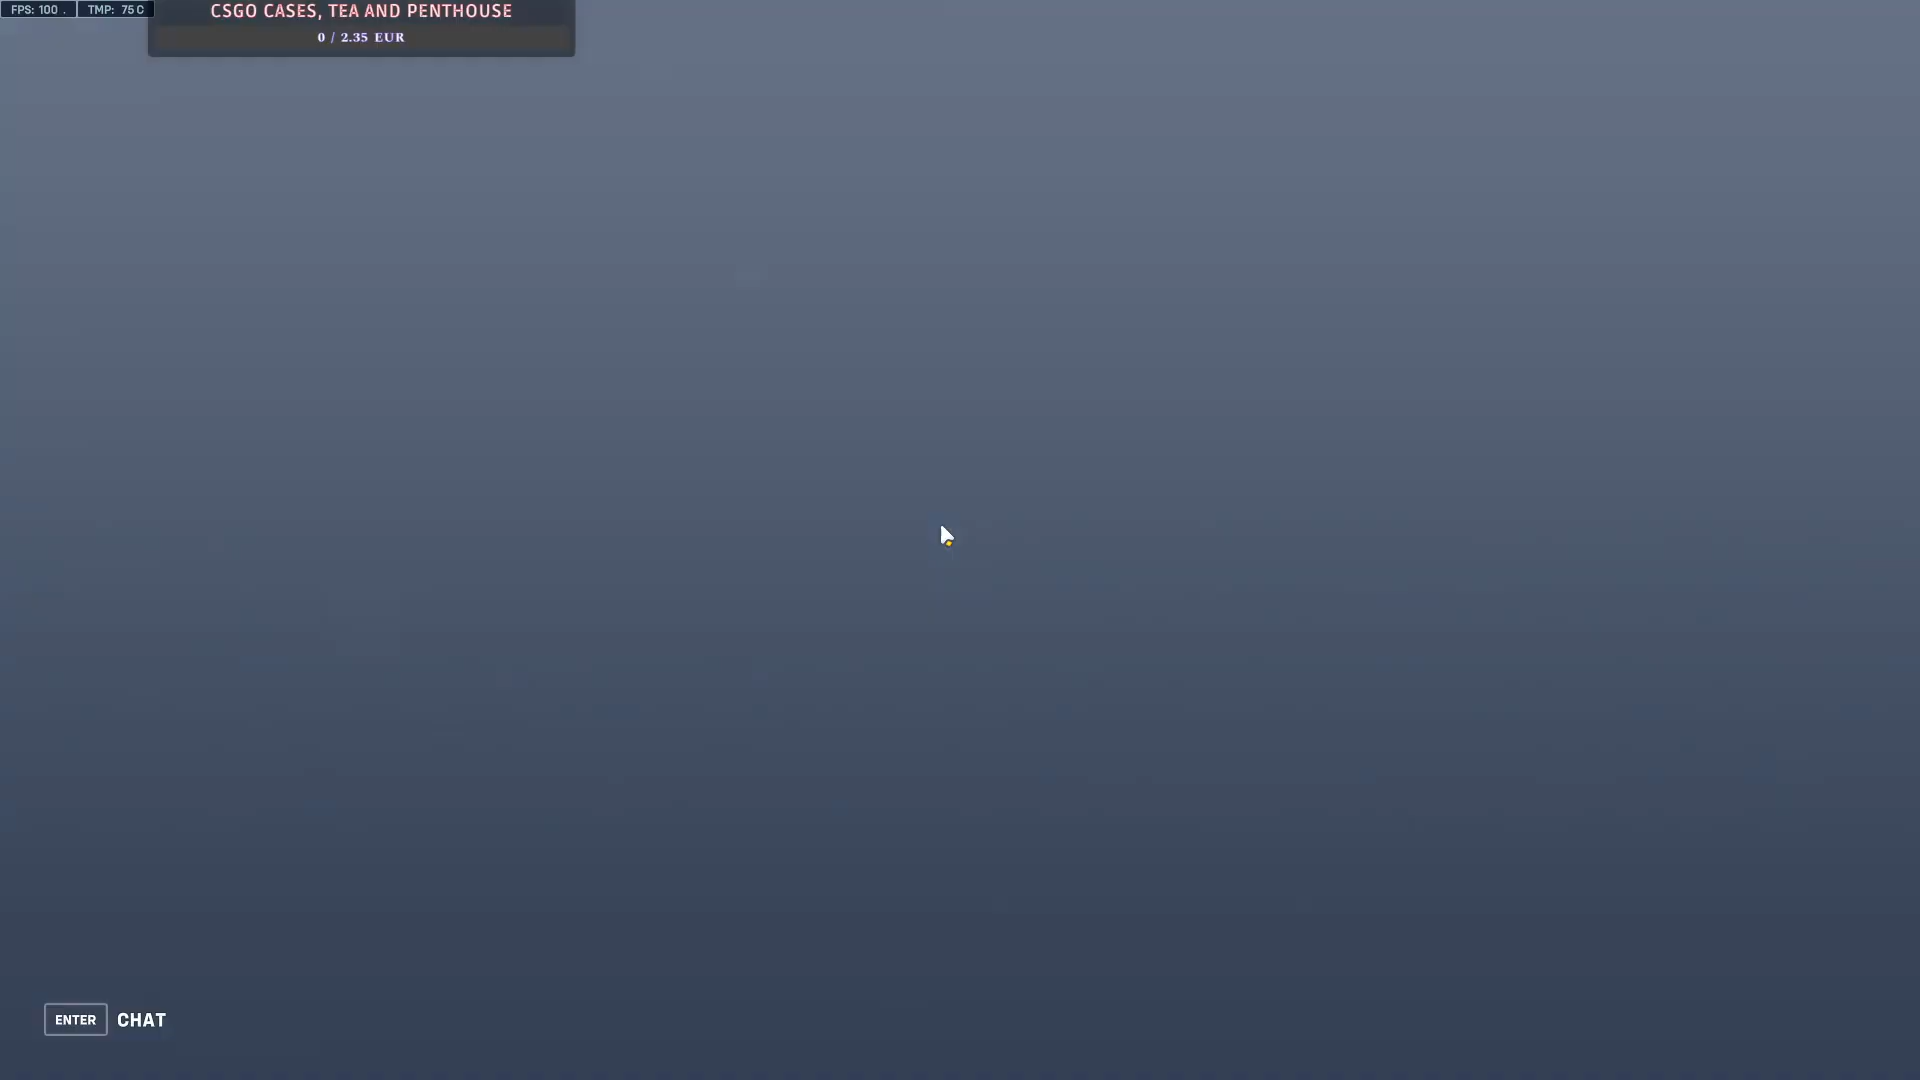 FPS: 100 .
TMP: 75 C
CSGO CASES, TEA AND PENTHOUSE
0 / 2.35 EUR
ENTER CHAT